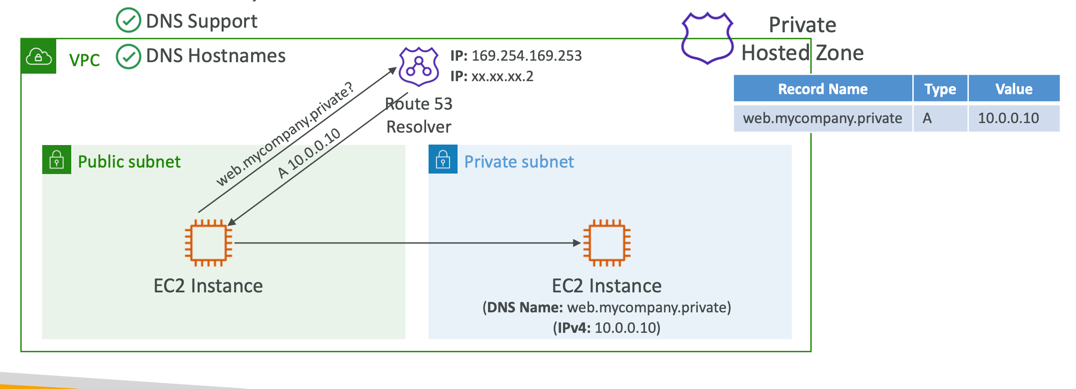 DNS Support
VPC
DNS Hostnames
IP: 169.254.169.253
IP: xx.xx.xx.2
Route 53
Resolver
web.mycompany.private?
A 10.0.0.10
Private
Hosted Zone
Record Name Type Value
web.mycompany.private A 10.0.0.10
Public subnet
Private subnet
EC2 Instance
EC2 Instance
(DNS Name: web.mycompany.private)
(IPv4: 10.0.0.10)